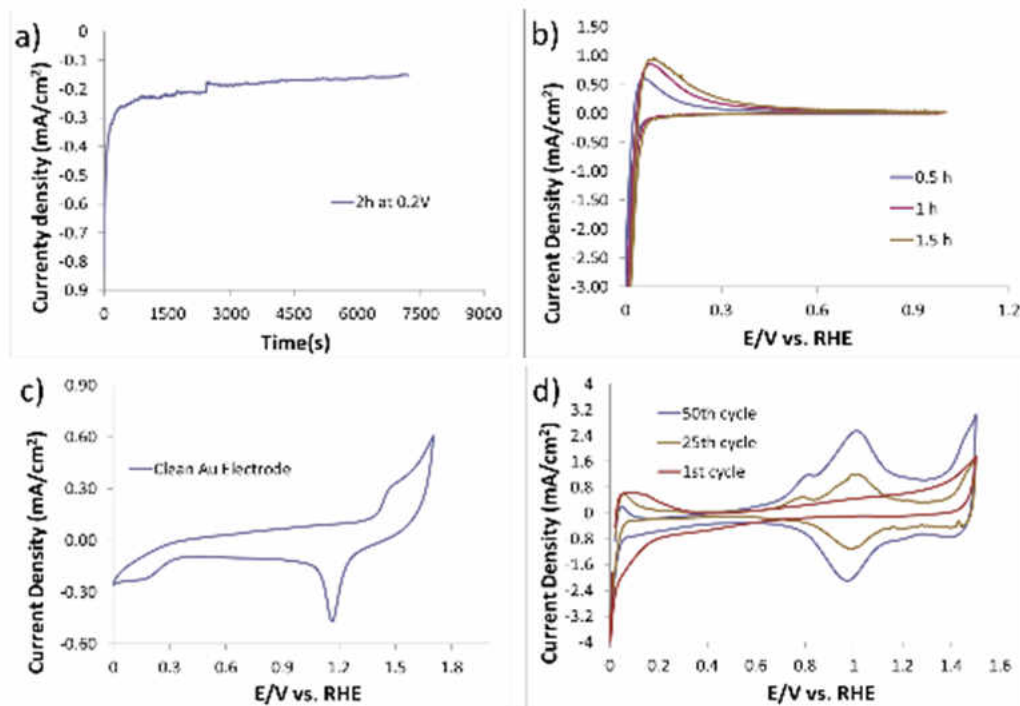 a)
0
-0.1
-0.2
-0.3
-0.4
-0.5
-0.6
-0.7
-0.8
0.9
0 1500 3000 4500 6000 7500 9000
Currenty density (mA/cm²)
Time(s)
2h at 0.2V
b)
1.50
1.00
0.50
0.00
-0.50
-1.00
-1.50
-2.00
-2.50
-3.00
0 0.3 0.6 0.9 1.2
Current Density (mA/cm²)
E/V vs. RHE
0.5 h
1 h
1.5 h
c)
0.90
0.60
0.30
0.00
-0.30
-0.60
0 0.3 0.6 0.9 1.2 1.5 1.8
Current Density (mA/cm²)
E/V vs. RHE
Clean Au Electrode
d)
4
3.2
2.4
1.6
0.8
0
0.8
-1.6
-2.4
-3.2
-4
0 0.2 0.4 0.6 0.8 1 1.2 1.4 1.6
Current Density (mA/cm²)
E/V vs. RHE
50th cycle
25th cycle
1st cycle